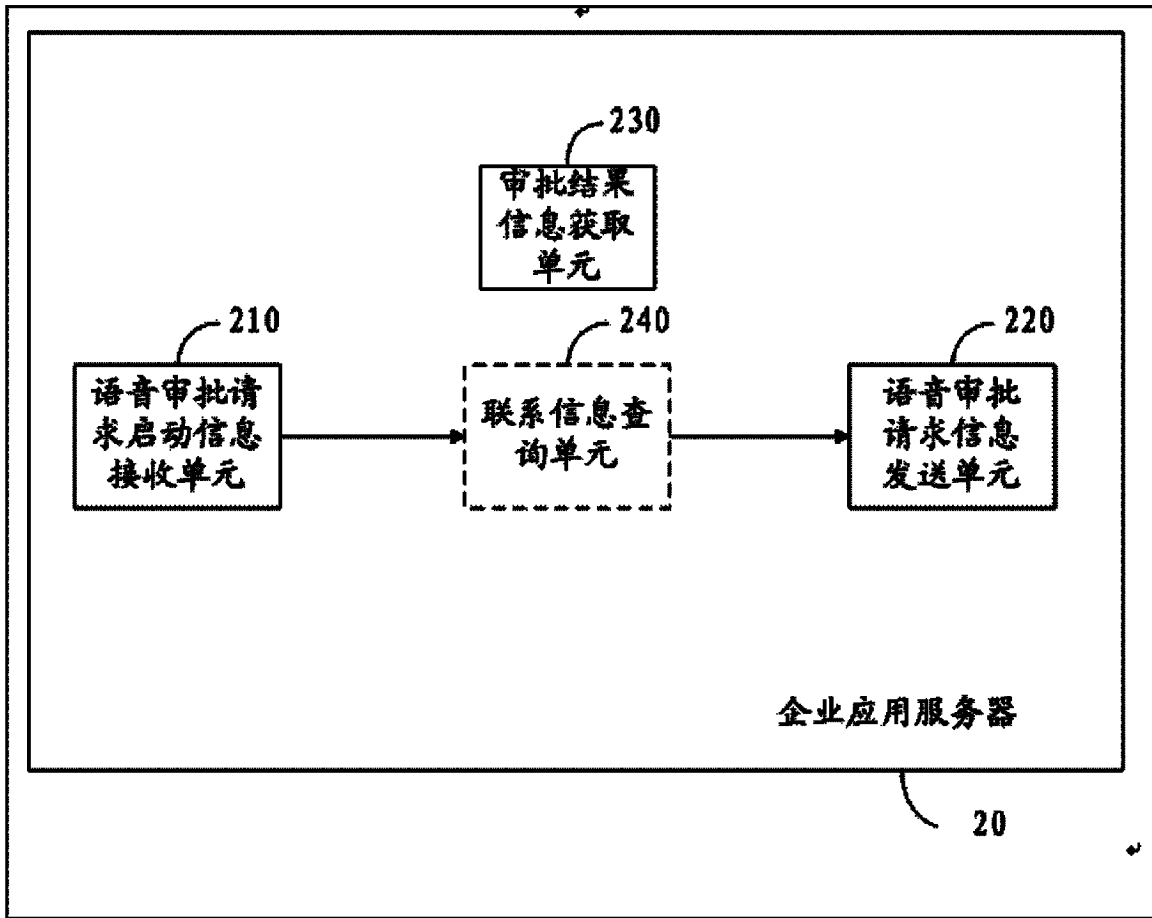 230
审批结果
信息获取
单元
210
240
220
语音审批请
求启动信息
接收单元
联系信息查
询单元
语音审批
请求信息
发送单元
企业应用服务器
20